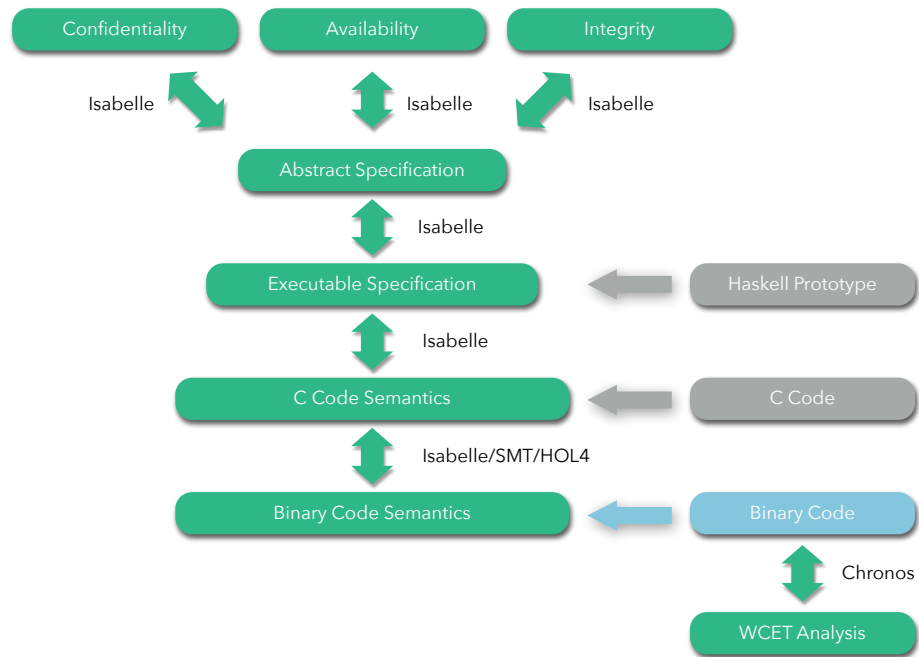 Confidentiality
Availability
Integrity
Isabelle
Isabelle
Isabelle
Abstract Specification
Isabelle
Executable Specification
Haskell Prototype
Isabelle
C Code Semantics
C Code
Isabelle/SMT/HOL4
Binary Code Semantics
Binary Code
Chronos
WCET Analysis